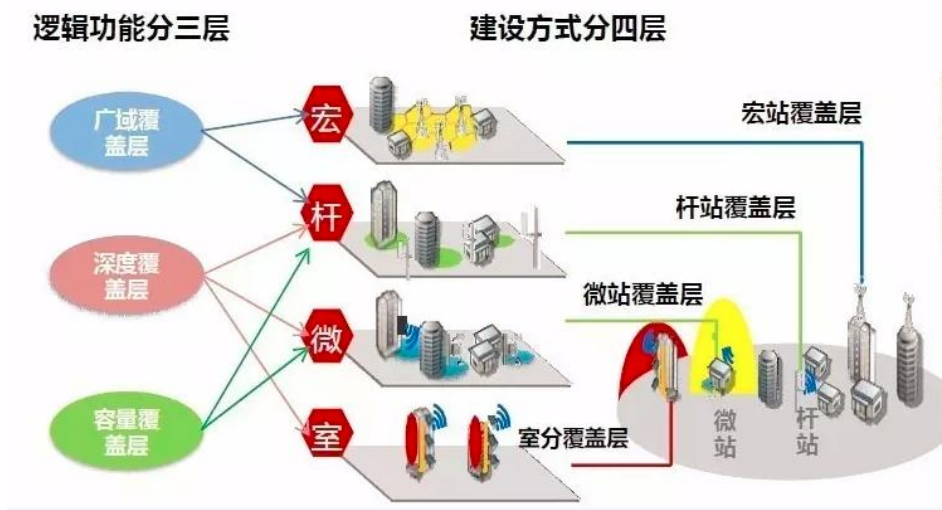 逻辑功能分三层
建设方式分四层
广域覆
盖层
深度覆
盖层
容量覆
盖层
宏
杆
微
室
宏站覆盖层
杆站覆盖层
微站覆盖层
室分覆盖层
微
站
杆
站